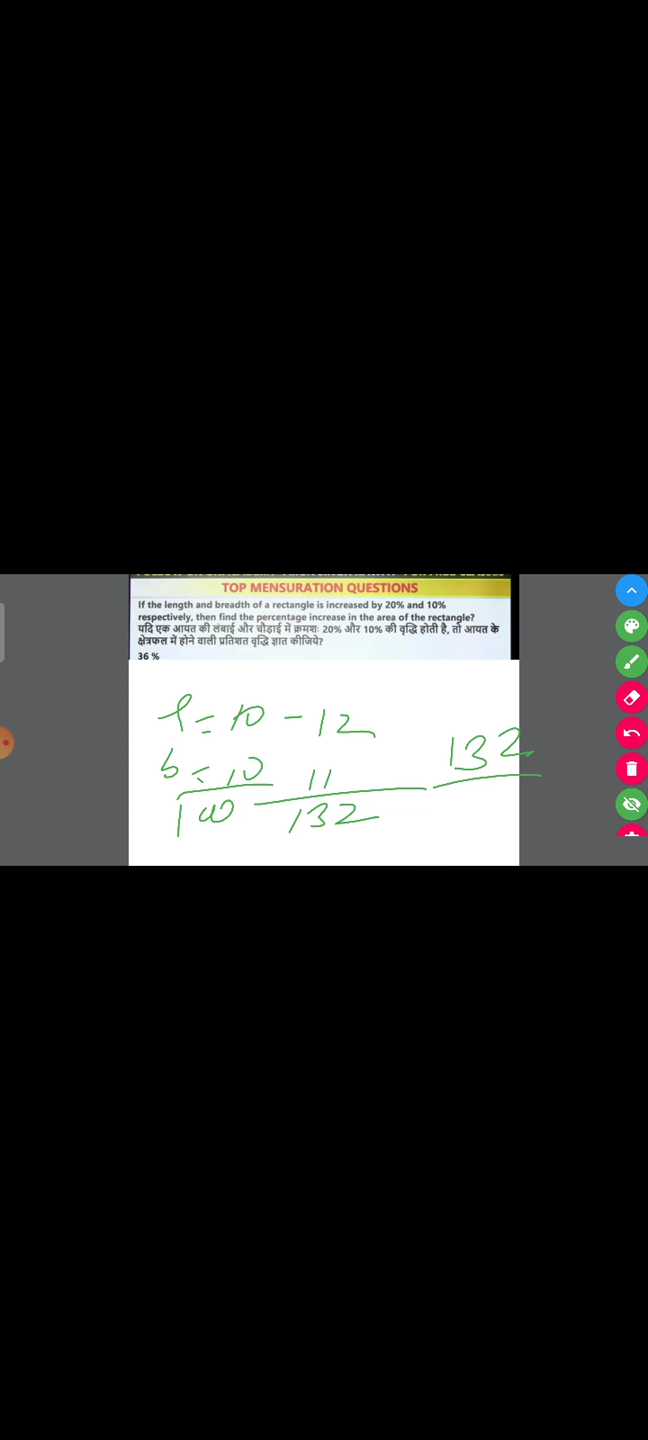 TOP MENSURATION QUESTIONS
If the length and breadth of a rectangle is increased by 20% and 10%
respectively, then find the percentage increase in the area of the rectangle?
यदि एक आयत की लंबाई और चौड़ाई में क्रमशः 20% और 10% की वृद्धि होती है, तो आयत के
क्षेत्रफल में होने वाली प्रतिशत वृद्धि ज्ञात कीजिये?
36 %
l = 10 - 12
132
b = 10 11
100 132